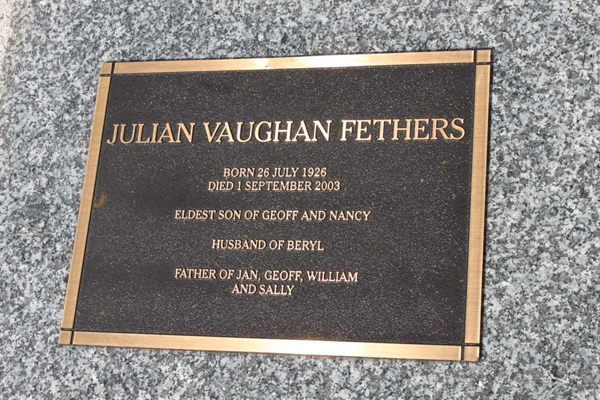 JULIAN VAUGHAN FETHERS
BORN 26 JULY 1926
DIED 1 SEPTEMBER 2003
ELDEST SON OF GEOFF AND NANCY
HUSBAND OF BERYL
FATHER OF JAN, GEOFF, WILLIAM
AND SALLY